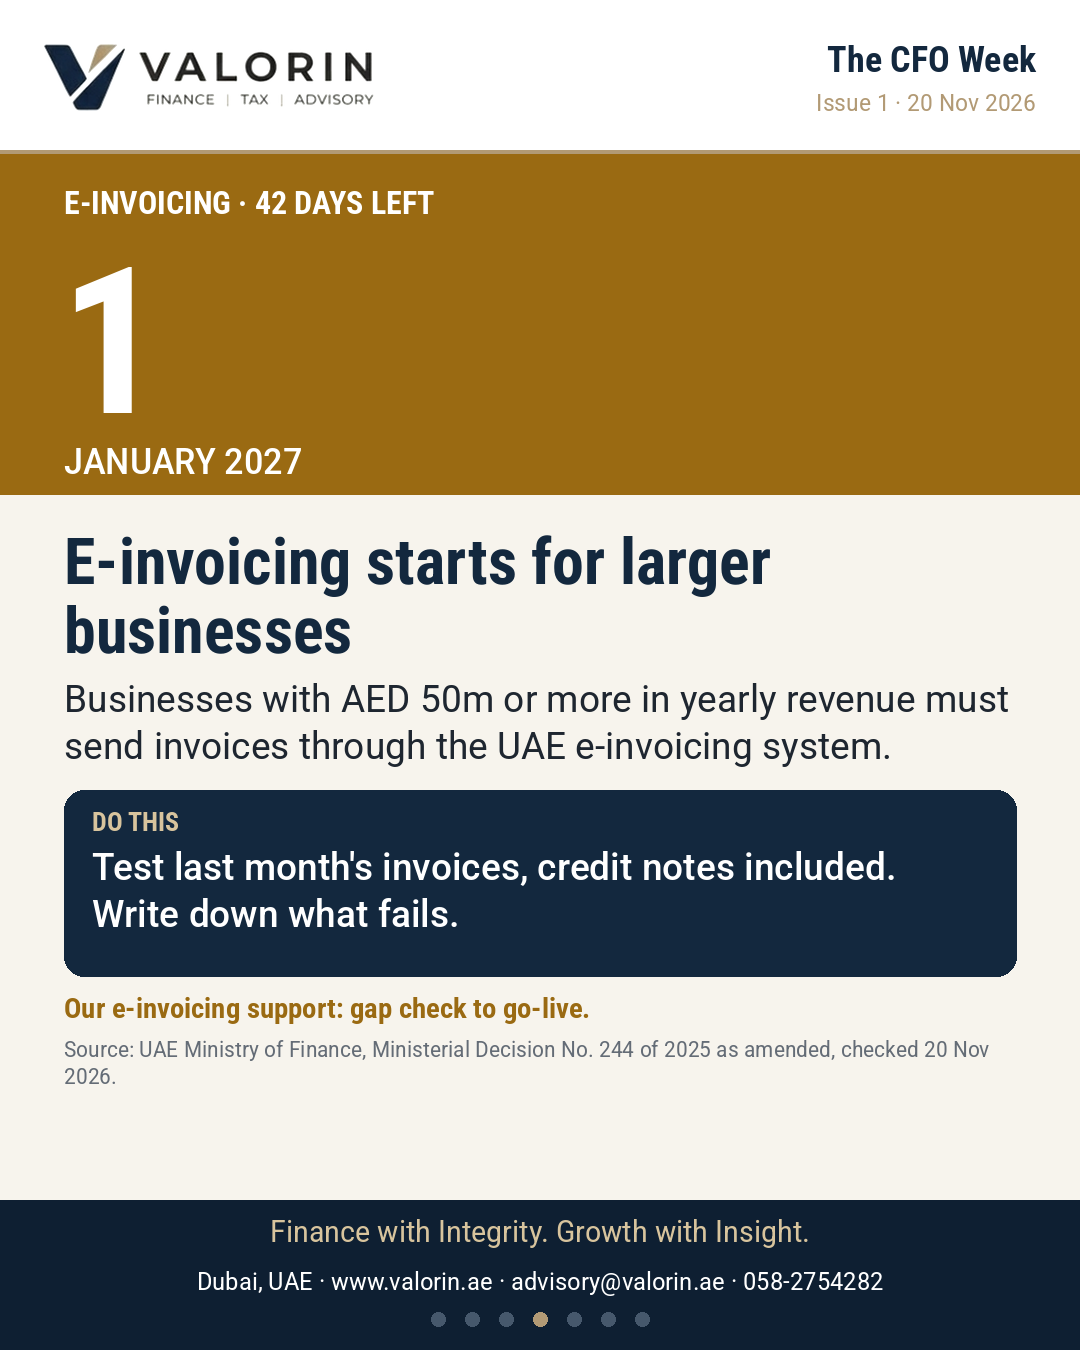 VALORIN
FINANCE | TAX | ADVISORY
The CFO Week
Issue 1 · 20 Nov 2026
E-INVOICING · 42 DAYS LEFT
1
JANUARY 2027
E-invoicing starts for larger
businesses
Businesses with AED 50m or more in yearly revenue must
send invoices through the UAE e-invoicing system.
DO THIS
Test last month's invoices, credit notes included.
Write down what fails.
Our e-invoicing support: gap check to go-live.
Source: UAE Ministry of Finance, Ministerial Decision No. 244 of 2025 as amended, checked 20 Nov
2026.
Finance with Integrity. Growth with Insight.
Dubai, UAE · www.valorin.ae · advisory@valorin.ae · 058-2754282